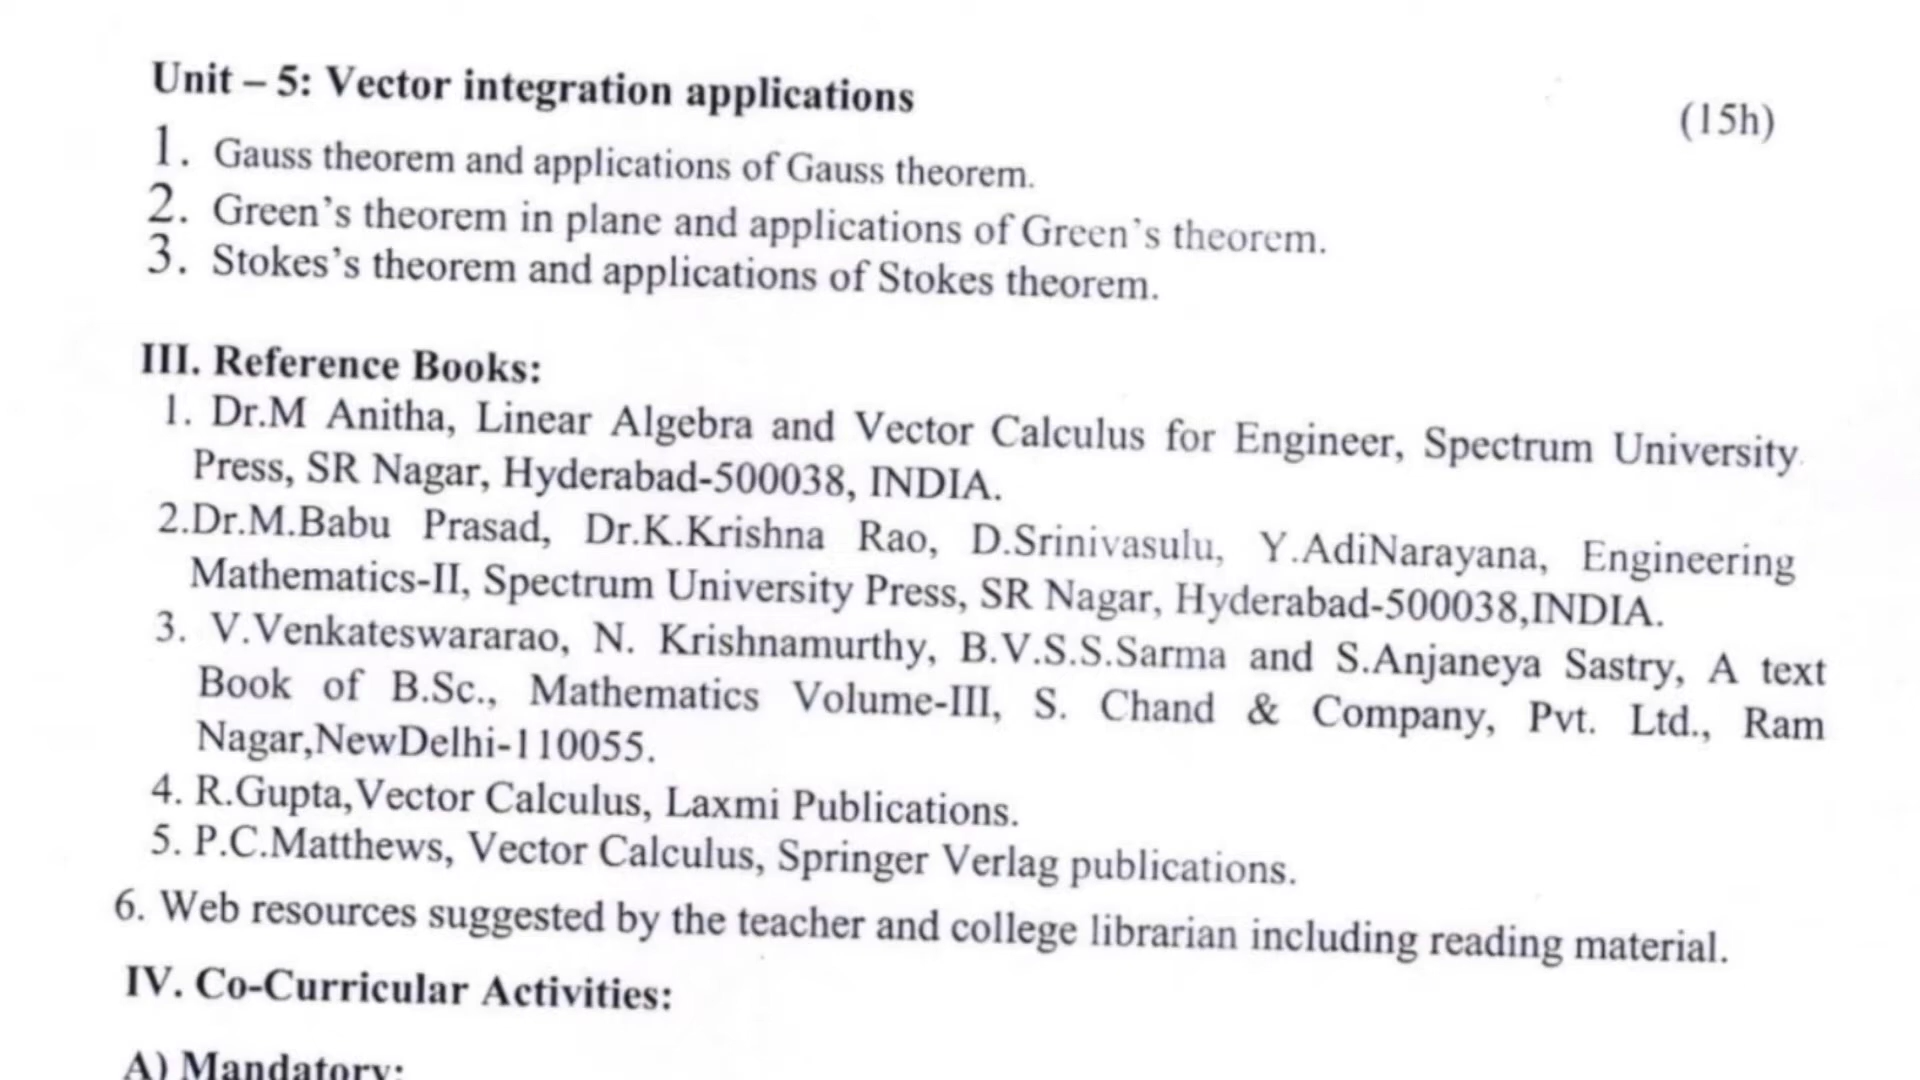 Unit – 5: Vector integration applications
(15h)
1. Gauss theorem and applications of Gauss theorem.
2. Green's theorem in plane and applications of Green's theorem.
3. Stokes's theorem and applications of Stokes theorem.
III. Reference Books:
1. Dr.M Anitha, Linear Algebra and Vector Calculus for Engineer, Spectrum University
Press, SR Nagar, Hyderabad-500038, INDIA.
2.Dr.M.Babu Prasad, Dr.K.Krishna Rao, D.Srinivasulu, Y.AdiNarayana, Engineering
Mathematics-II, Spectrum University Press, SR Nagar, Hyderabad-500038,INDIA.
3. V.Venkateswararao, N. Krishnamurthy, B.V.S.S.Sarma and S.Anjaneya Sastry, A text
Book of B.Sc., Mathematics Volume-III, S. Chand & Company, Pvt. Ltd., Ram
Nagar,NewDelhi-110055.
4. R.Gupta,Vector Calculus, Laxmi Publications.
5. P.C.Matthews, Vector Calculus, Springer Verlag publications.
6. Web resources suggested by the teacher and college librarian including reading material.
IV. Co-Curricular Activities:
A) Mandatory: